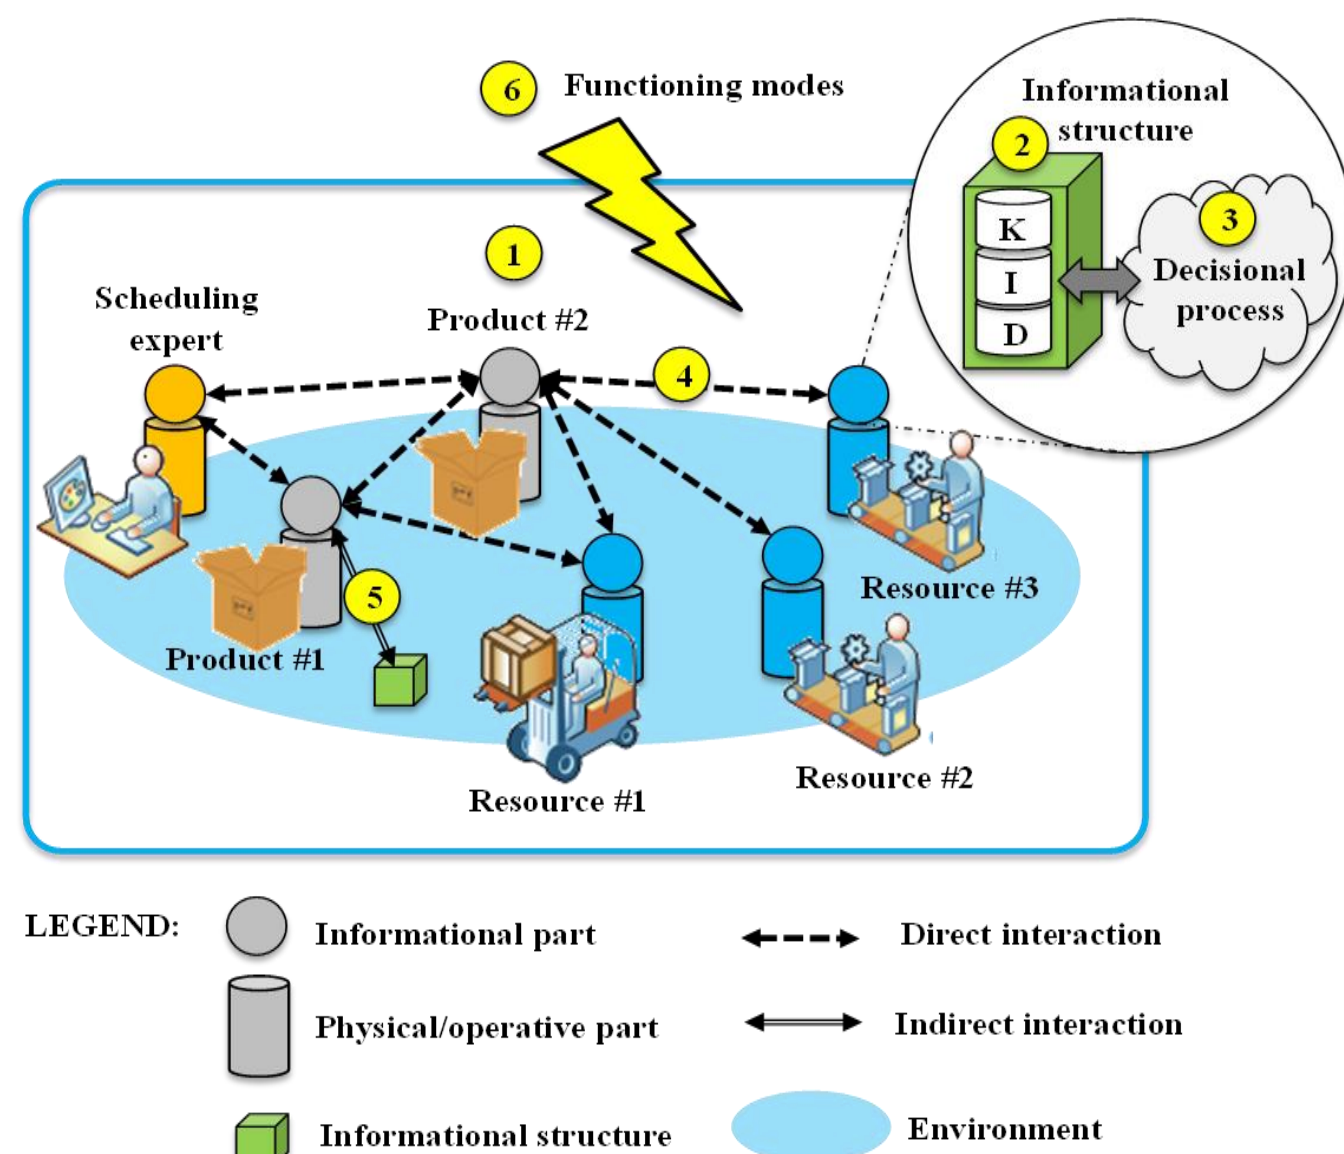 6
Functioning modes
Informational
structure
2
K
I
D
3
Decisional
process
1
Scheduling
expert
Product #2
4
Resource #3
5
Product #1
Resource #2
Resource #1
LEGEND:
Informational part
Direct interaction
Physical/operative part
Indirect interaction
Informational structure
Environment